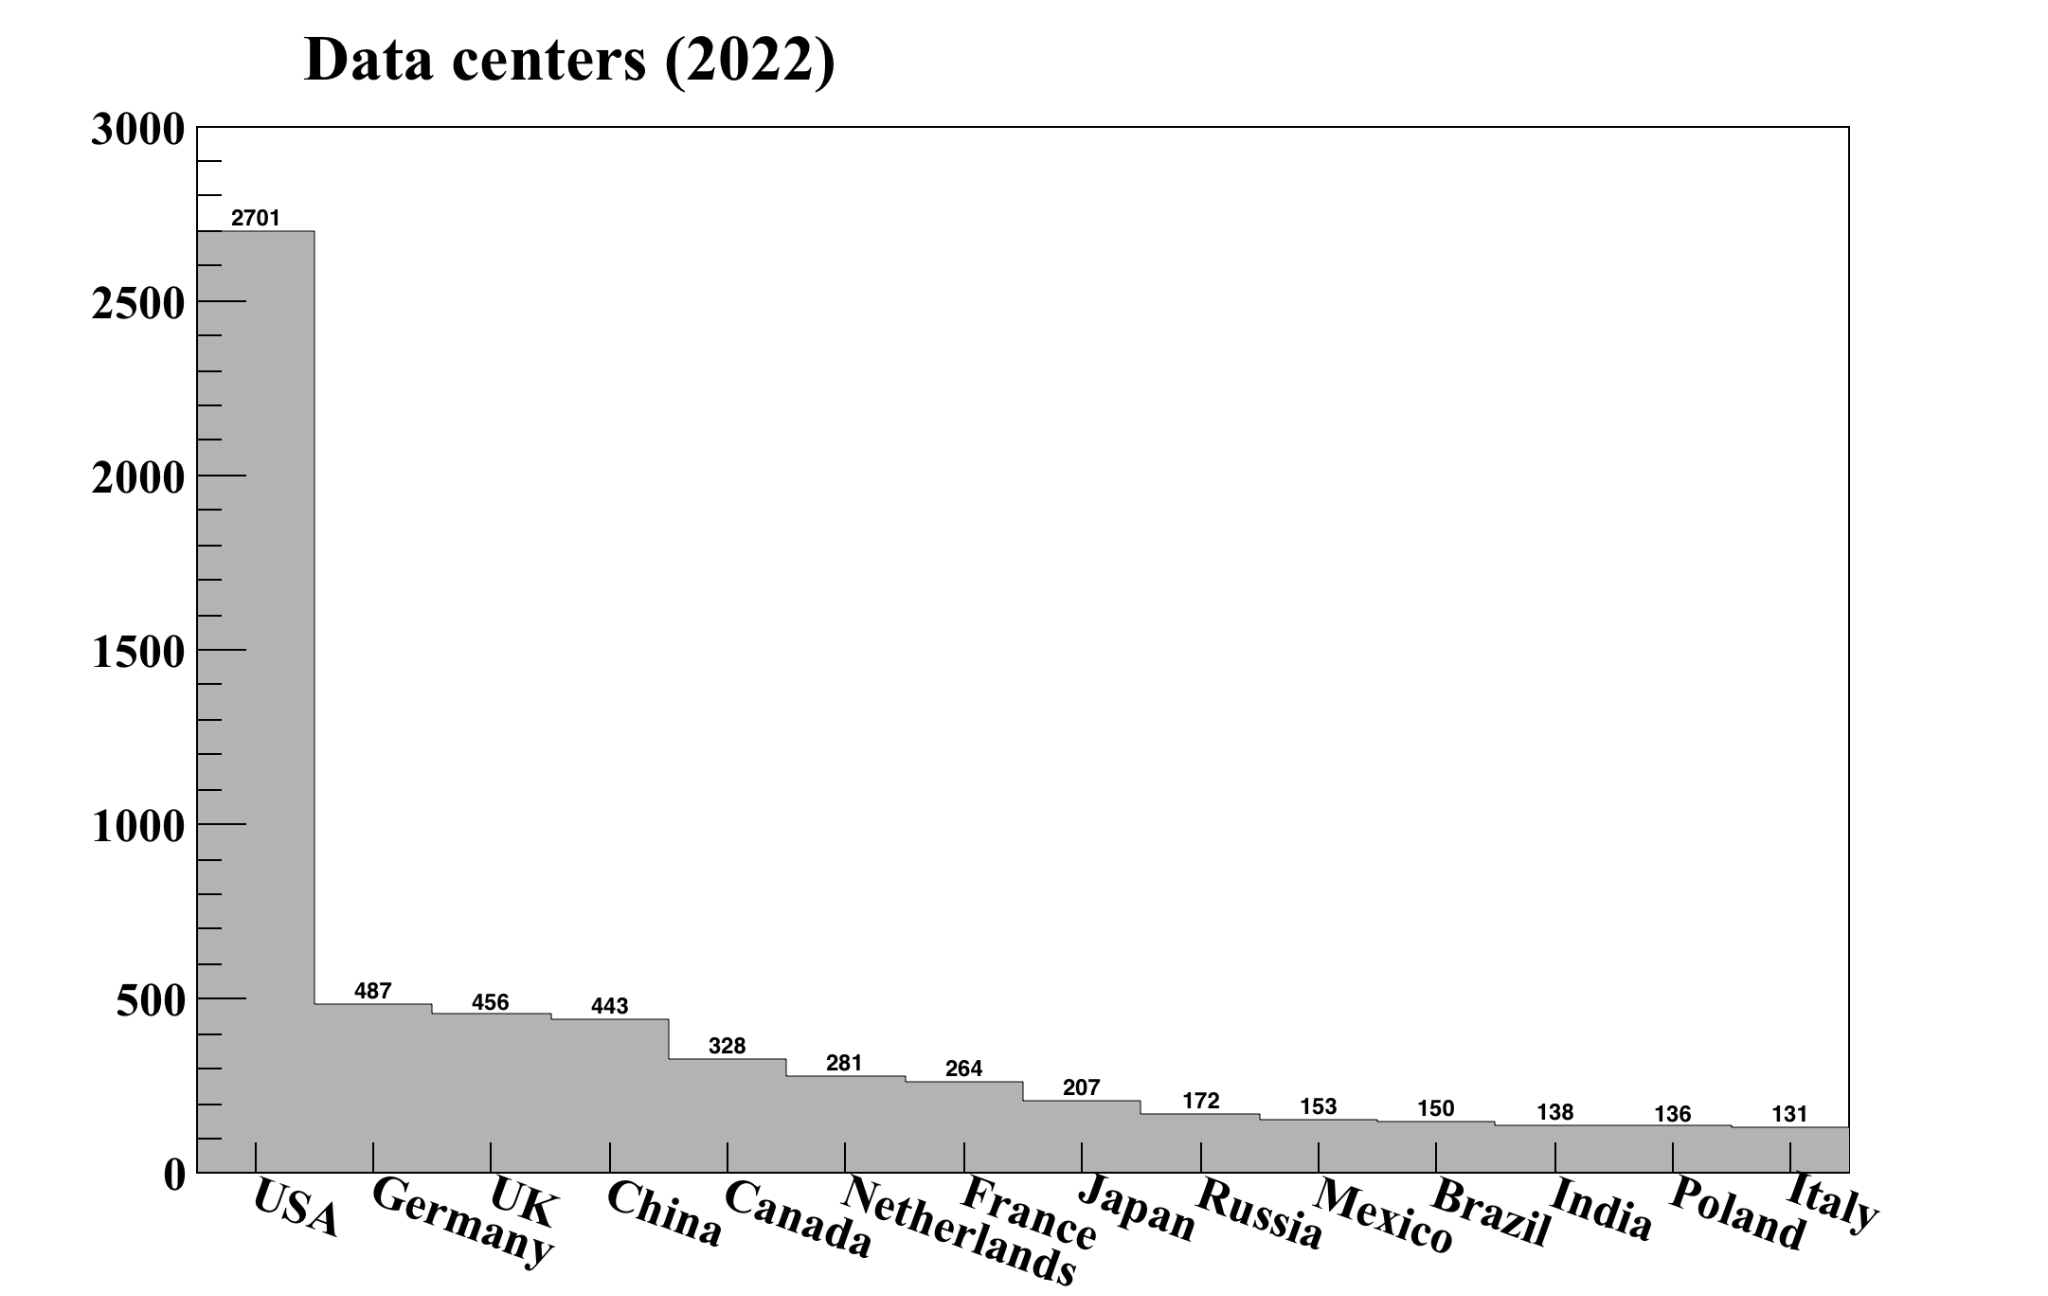 Data centers (2022)
3000
2500
2000
1500
1000
500
0
2701
487
456
443
328
281
264
207
172
153
150
138
136
131
USA
Germany
UK
China
Canada
Netherlands
France
Japan
Russia
Mexico
Brazil
India
Poland
Italy